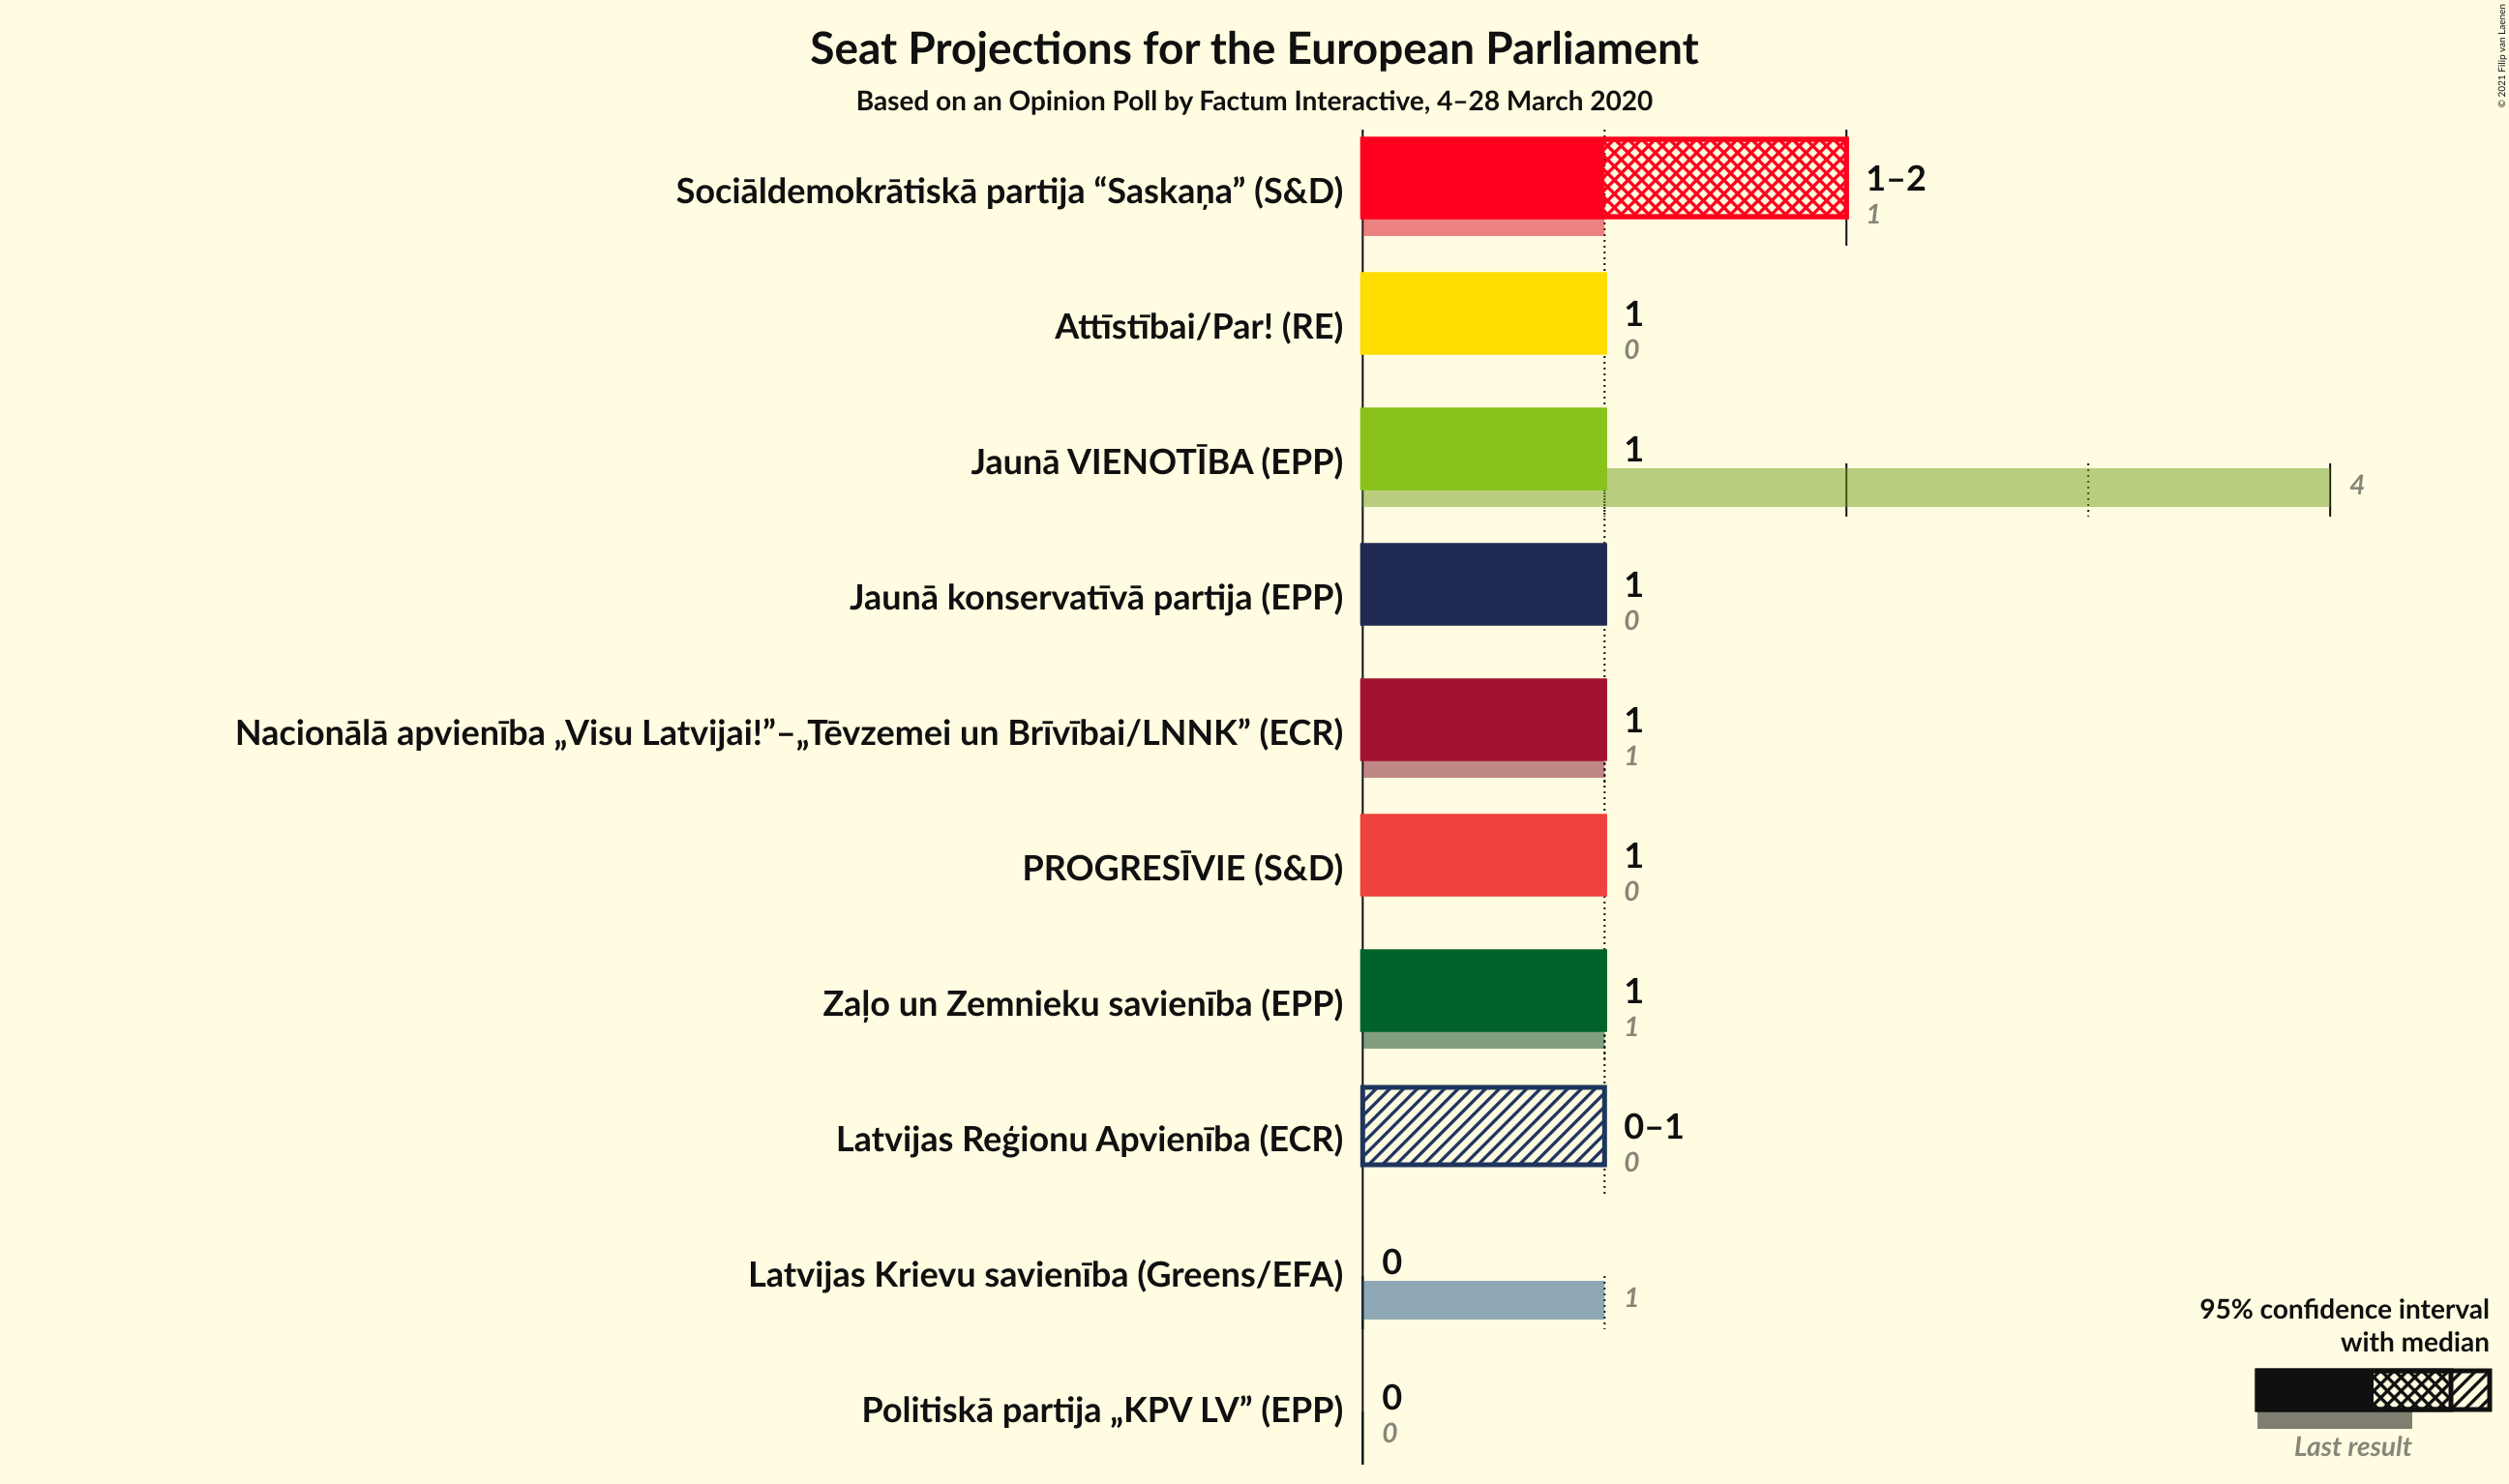 Seat Projections for the European Parliament
Based on an Opinion Poll by Factum Interactive, 4–28 March 2020
© 2021 Filip van Laenen
Sociāldemokrātiskā partija “Saskaņa” (S&D)
1–2
1
Attīstībai/Par! (RE)
1
0
Jaunā VIENOTĪBA (EPP)
1
4
Jaunā konservatīvā partija (EPP)
1
0
Nacionālā apvienība „Visu Latvijai!”–„Tēvzemei un Brīvībai/LNNK” (ECR)
1
1
PROGRESĪVIE (S&D)
1
0
Zaļo un Zemnieku savienība (EPP)
1
1
Latvijas Reģionu Apvienība (ECR)
0–1
0
Latvijas Krievu savienība (Greens/EFA)
0
1
Politiskā partija „KPV LV” (EPP)
0
0
95% confidence interval
with median
Last result